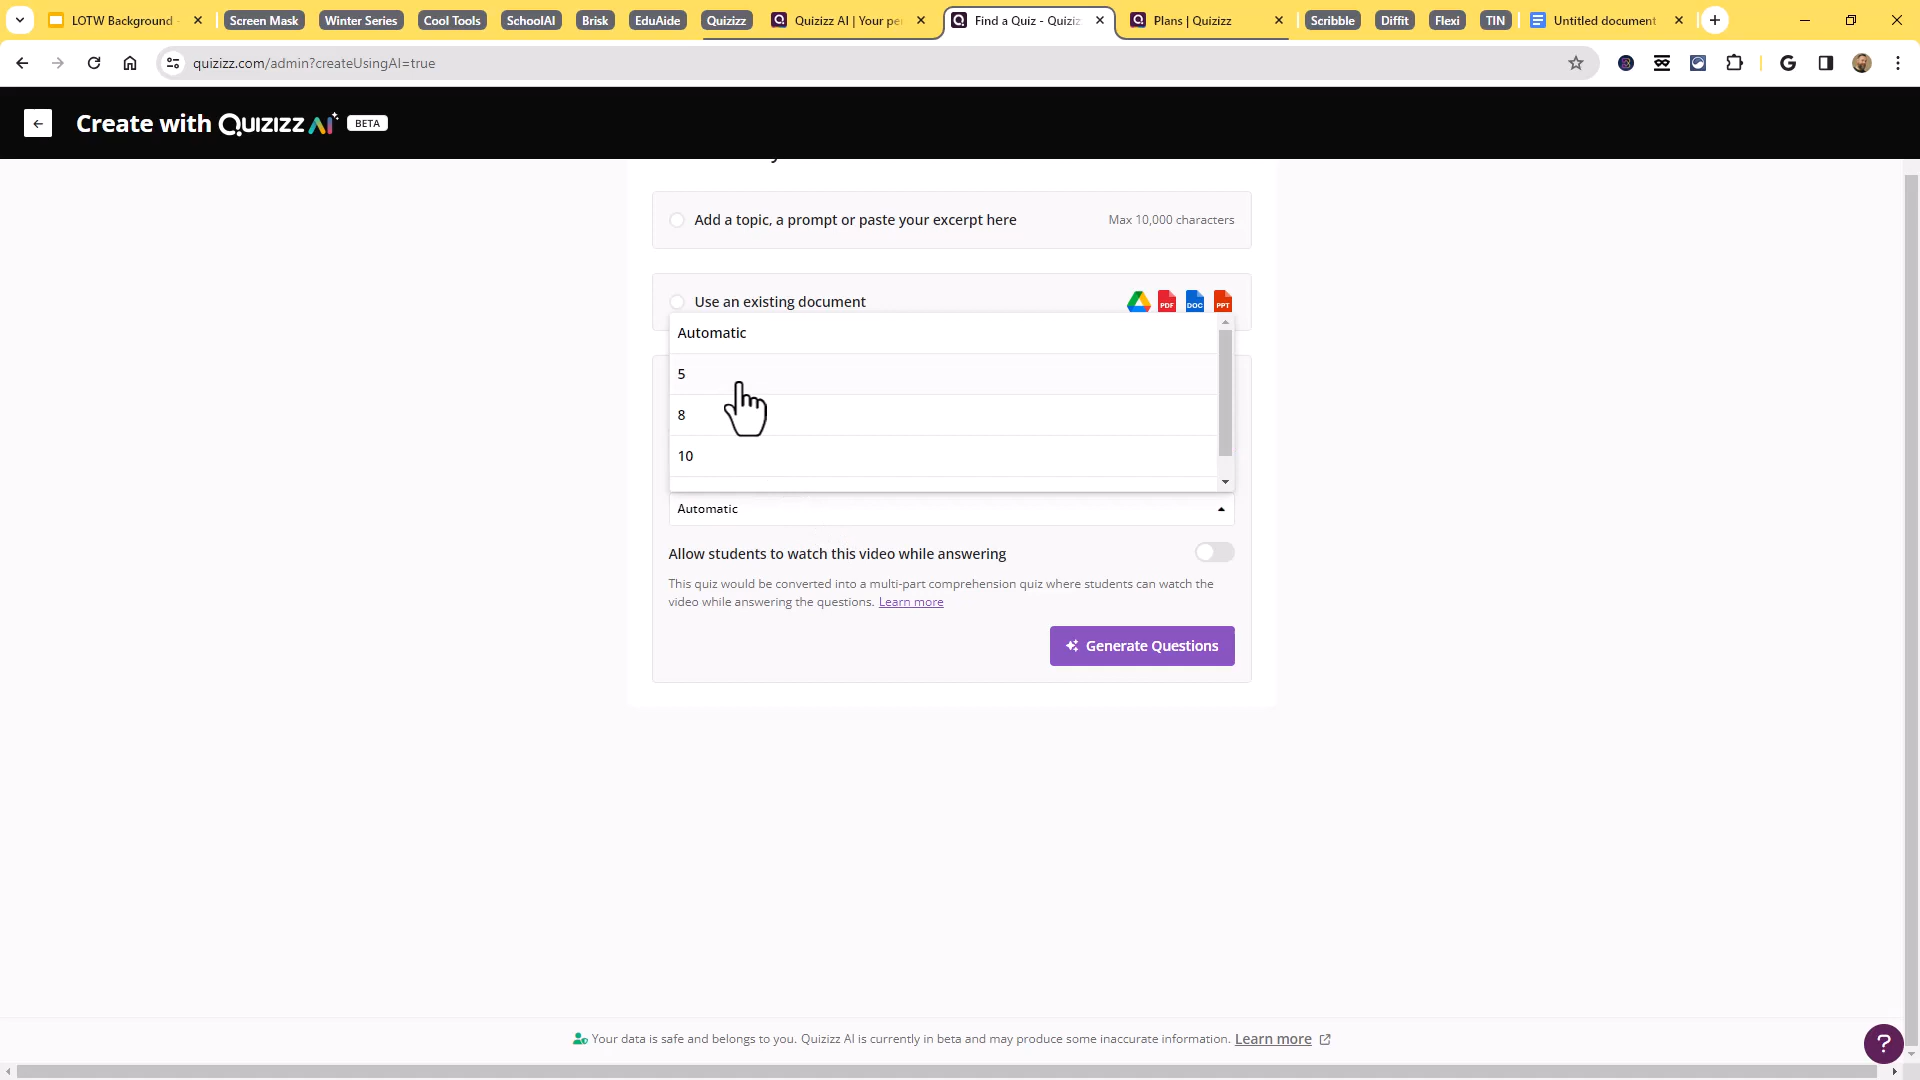 LOTW Background
Screen Mask
Winter Series
Cool Tools
SchoolAI
Brisk
EduAide
Quizizz
Quizizz AI | Your pe
Find a Quiz - Quiziz
Plans | Quizizz
Scribble
Diffit
Flexi
TIN
Untitled document
quizizz.com/admin?createUsingAI=true
Create with QUIZIZZ AI BETA
Add a topic, a prompt or paste your excerpt here
Max 10,000 characters
Use an existing document
PDF
DOC
PPT
Automatic
5
8
10
Automatic
Allow students to watch this video while answering
This quiz would be converted into a multi-part comprehension quiz where students can watch the
video while answering the questions. Learn more
Generate Questions
Your data is safe and belongs to you. Quizizz AI is currently in beta and may produce some inaccurate information. Learn more
?